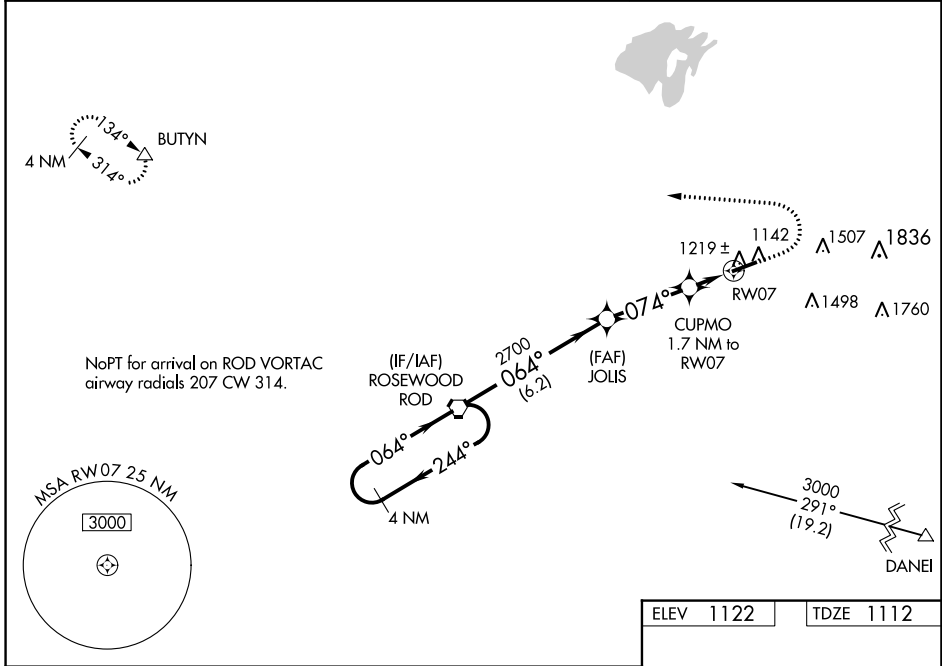 134°
BUTYN
4 NM
314°
1142
1507
1836
1219 ±
RW07
1498
1760
074°
CUPMO
1.7 NM to
RW07
2700
064°
(6.2)
(FAF)
JOLIS
NoPT for arrival on ROD VORTAC
airway radials 207 CW 314.
(IF/IAF)
ROSEWOOD
ROD
064°
244°
4 NM
MSA RW07 25 NM
3000
3000
291°
(19.2)
DANEI
ELEV 1122
TDZE 1112